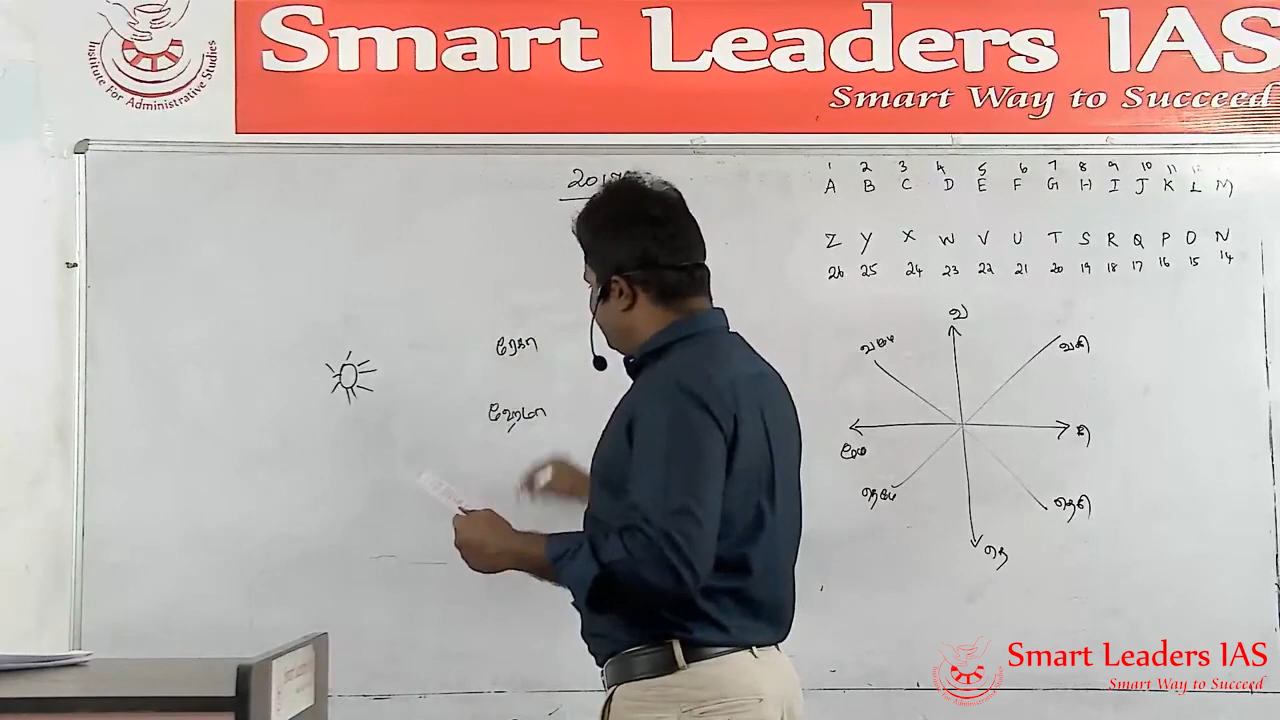 Smart Leaders IAS
Smart Way to Succeed
Institute For Administrative Studies
1 2 3 4 5 6 7 8 9 10 11 12
A B C D E F G H I J K L M
Z Y X W V U T S R Q P O N
26 25 24 23 22 21 20 19 18 17 16 15 14
ரேகா
ஹேமா
வ
வமே
வகி
மே
கி
தெமே
தெகி
தெ
Smart Leaders IAS
Smart Way to Succeed